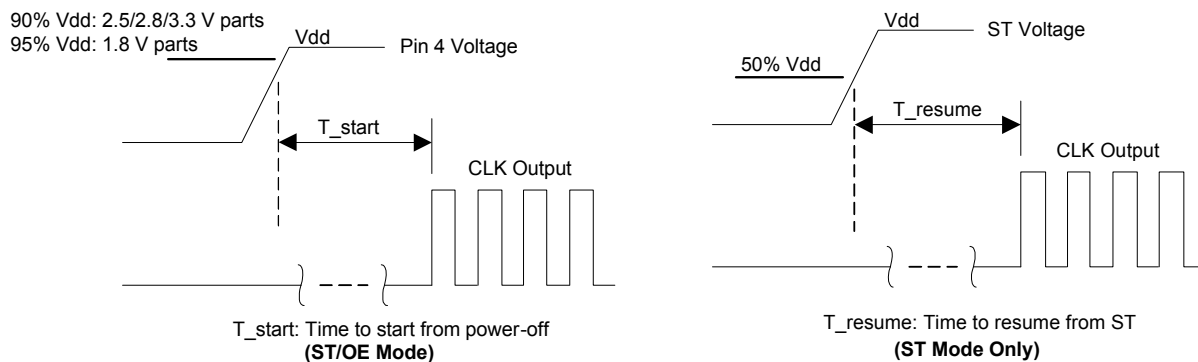 90% Vdd: 2.5/2.8/3.3 V parts
95% Vdd: 1.8 V parts
Vdd
Pin 4 Voltage
T_start
CLK Output
T_start: Time to start from power-off
(ST/OE Mode)
Vdd
ST Voltage
50% Vdd
T_resume
CLK Output
T_resume: Time to resume from ST
(ST Mode Only)